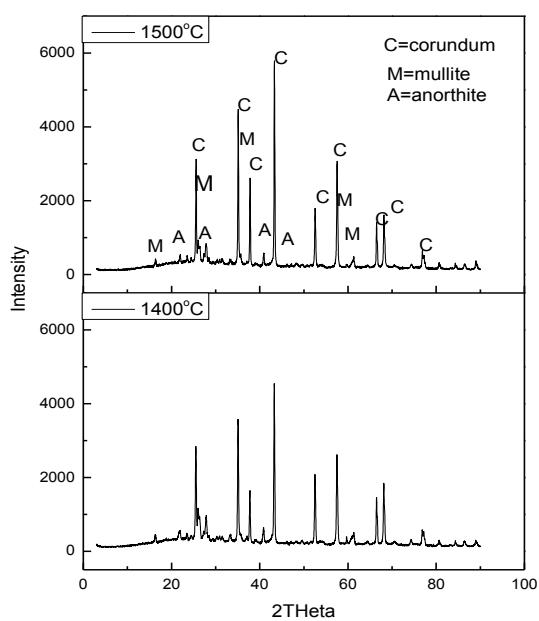 1500°C
C=corundum
M=mullite
A=anorthite
6000
4000
2000
0
C
C
C
M
C
M
C
C
M
C
C
C
M
A
A
A
A
M
C
Intensity
1400°C
6000
4000
2000
0
0 20 40 60 80 100
2THeta